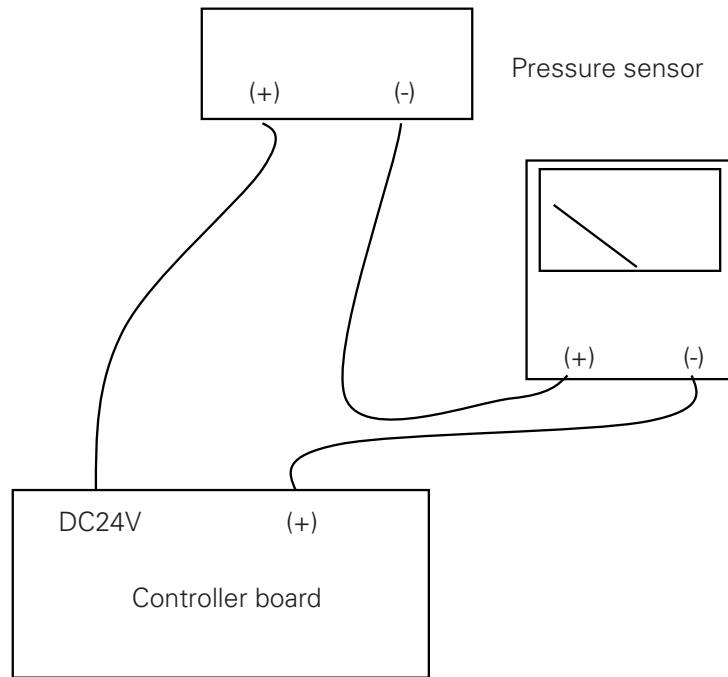 (+) (-)
Pressure sensor
(+) (-)
DC24V (+)
Controller board